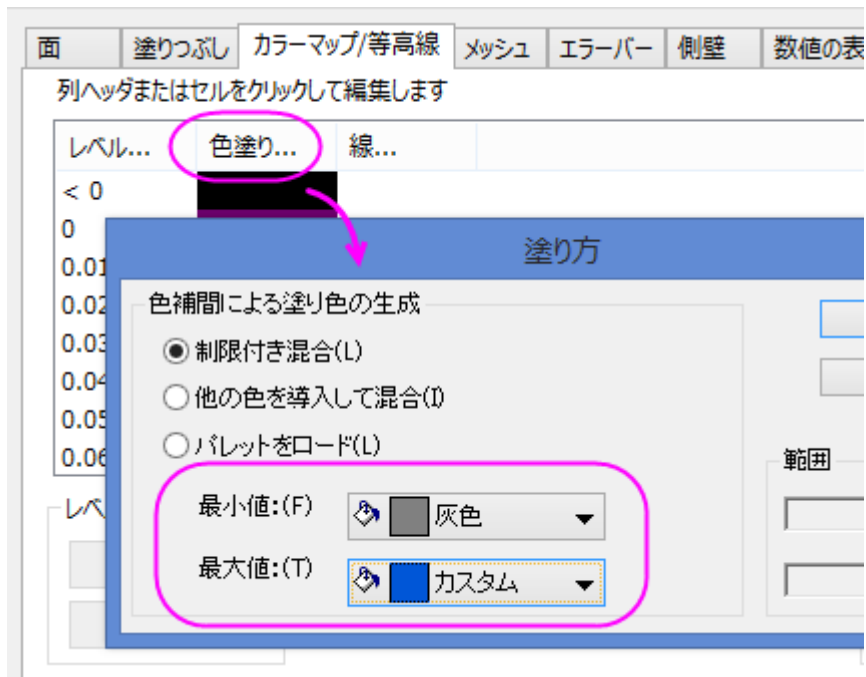 面 塗りつぶし カラーマップ/等高線 メッシュ エラーバー 側壁 数値の表
列ヘッダまたはセルをクリックして編集します
レベル... 色塗り... 線...
< 0
0
塗り方
0.01
0.02
色補間による塗り色の生成
0.03
制限付き混合(L)
0.04
他の色を導入して混合(I)
0.05
パレットをロード(L)
0.06
範囲
レベ
最小値:(F) 灰色
最大値:(T) カスタム